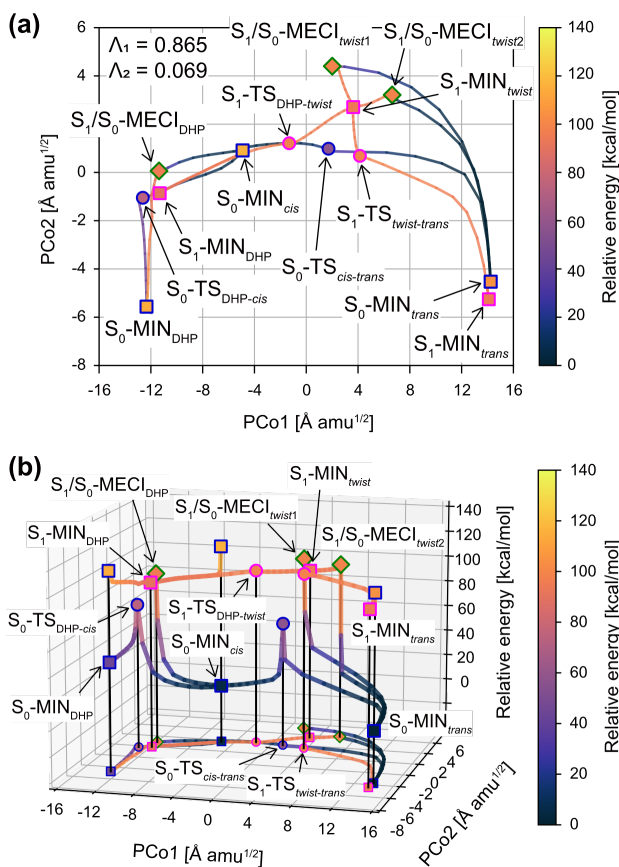 (a)
Λ₁ = 0.865
Λ₂ = 0.069
S₁/S₀-MECI_twist1
S₁/S₀-MECI_twist2
S₁-TS_DHP-twist
S₁-MIN_twist
S₁/S₀-MECI_DHP
S₀-MIN_cis
S₁-TS_twist-trans
S₁-MIN_DHP
S₀-TS_cis-trans
S₀-TS_DHP-cis
S₀-MIN_trans
S₀-MIN_DHP
S₁-MIN_trans
6
4
2
0
-2
-4
-6
-8
PCo2 [Å amu^1/2]
-16 -12 -8 -4 0 4 8 12 16
PCo1 [Å amu^1/2]
140
120
100
80
60
40
20
0
Relative energy [kcal/mol]
(b)
S₁/S₀-MECI_DHP
S₁-MIN_twist
S₁/S₀-MECI_twist1
S₁-MIN_DHP
S₁/S₀-MECI_twist2
S₀-TS_DHP-cis
S₁-TS_DHP-twist
S₀-MIN_cis
S₁-MIN_trans
S₀-MIN_DHP
S₀-MIN_trans
S₀-TS_cis-trans
S₁-TS_twist-trans
140
120
100
80
60
40
20
0
Relative energy [kcal/mol]
-16 -12 -8 -4 0 4 8 12 16
PCo1 [Å amu^1/2]
-8 -6 -4 -2 0 2 4 6
PCo2 [Å amu^1/2]
140
120
100
80
60
40
20
0
Relative energy [kcal/mol]